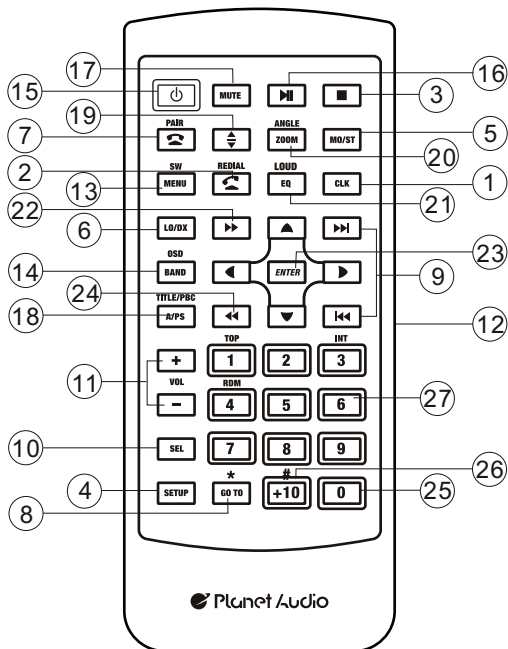 17
16
15
MUTE
3
19
PAIR
ANGLE
7
ZOOM
MO/ST
5
20
2
SW
REDIAL
LOUD
13
MENU
EQ
CLK
1
22
21
6
LO/DX
23
OSD
14
BAND
ENTER
9
24
TITLE/PBC
18
A/PS
12
TOP
INT
+
1
2
3
11
VOL
RDM
-
4
5
6
27
10
SEL
7
8
9
26
*
#
4
SETUP
GO TO
+10
0
25
8
Planet Audio